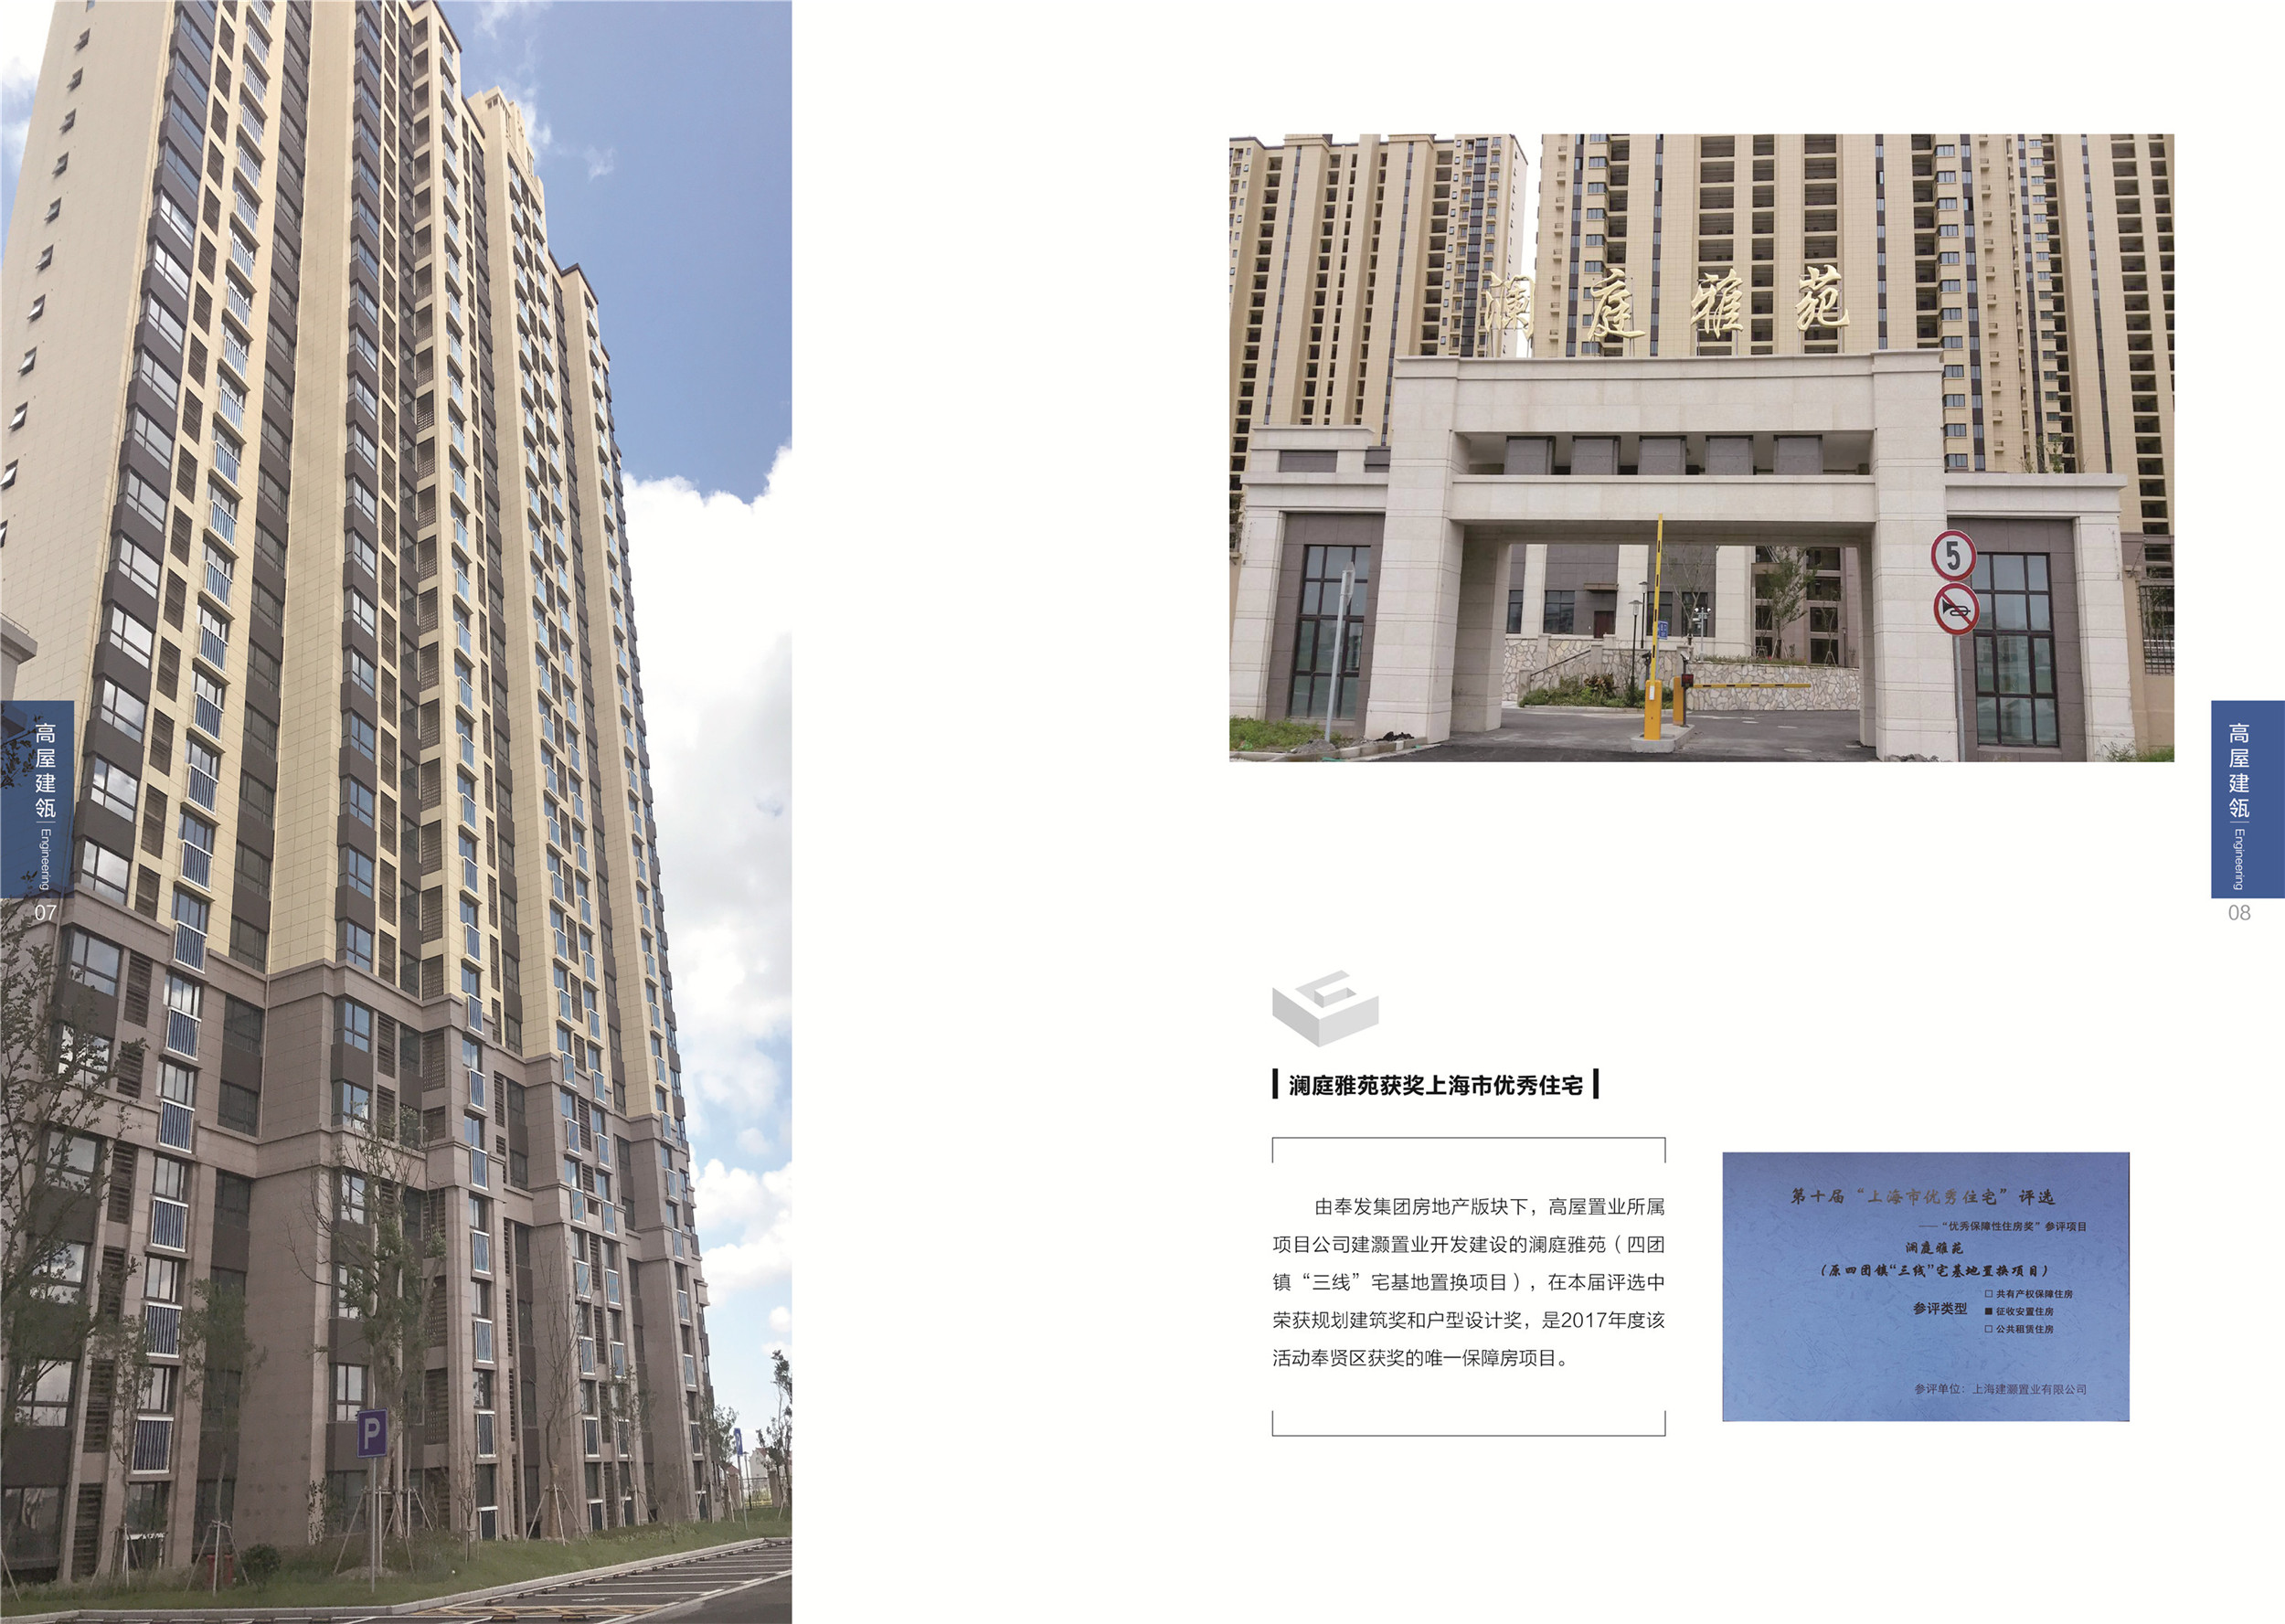 高屋建瓴
Engineering
07
P
澜庭雅苑
5
高屋建瓴
Engineering
08
澜庭雅苑获奖上海市优秀住宅
由奉发集团房地产版块下，高屋置业所属
项目公司建灏置业开发建设的澜庭雅苑（四团
镇“三线”宅基地置换项目），在本届评选中
荣获规划建筑奖和户型设计奖，是2017年度该
活动奉贤区获奖的唯一保障房项目。
第十届“上海市优秀住宅”评选
——“优秀保障性住房奖”参评项目
澜庭雅苑
（原四团镇“三线”宅基地置换项目）
参评类型
□ 共有产权保障住房
■ 征收安置住房
□ 公共租赁住房
参评单位：上海建灏置业有限公司